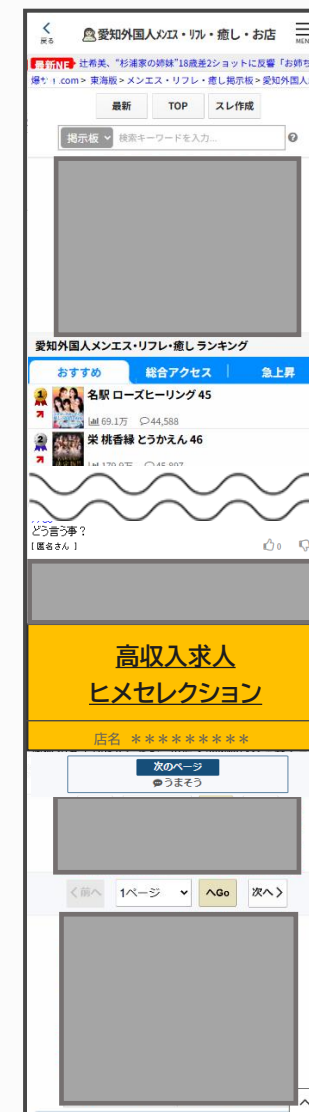 戻る
愛知外国人メンエス・リフレ・癒し・お店
MEN
最新NE 辻希美、“杉浦家の姉妹”18歳差2ショットに反響「お姉ち
.com > 東海版 > メンエス・リフレ・癒し掲示板 > 愛知外国人
最新 TOP スレ作成
掲示板 検索キーワードを入力...
愛知外国人メンエス・リフレ・癒しランキング
おすすめ 総合アクセス 急上昇
1 名駅 ローズヒーリング 45
69.1万 44,588
2 栄 桃香縁 とうかえん 46
どう言う事？
[ 匿名さん ] 0
高収入求人
ヒメセレクション
店名 *********
次のページ
うまそう
<前へ 1ページ へGo 次へ>